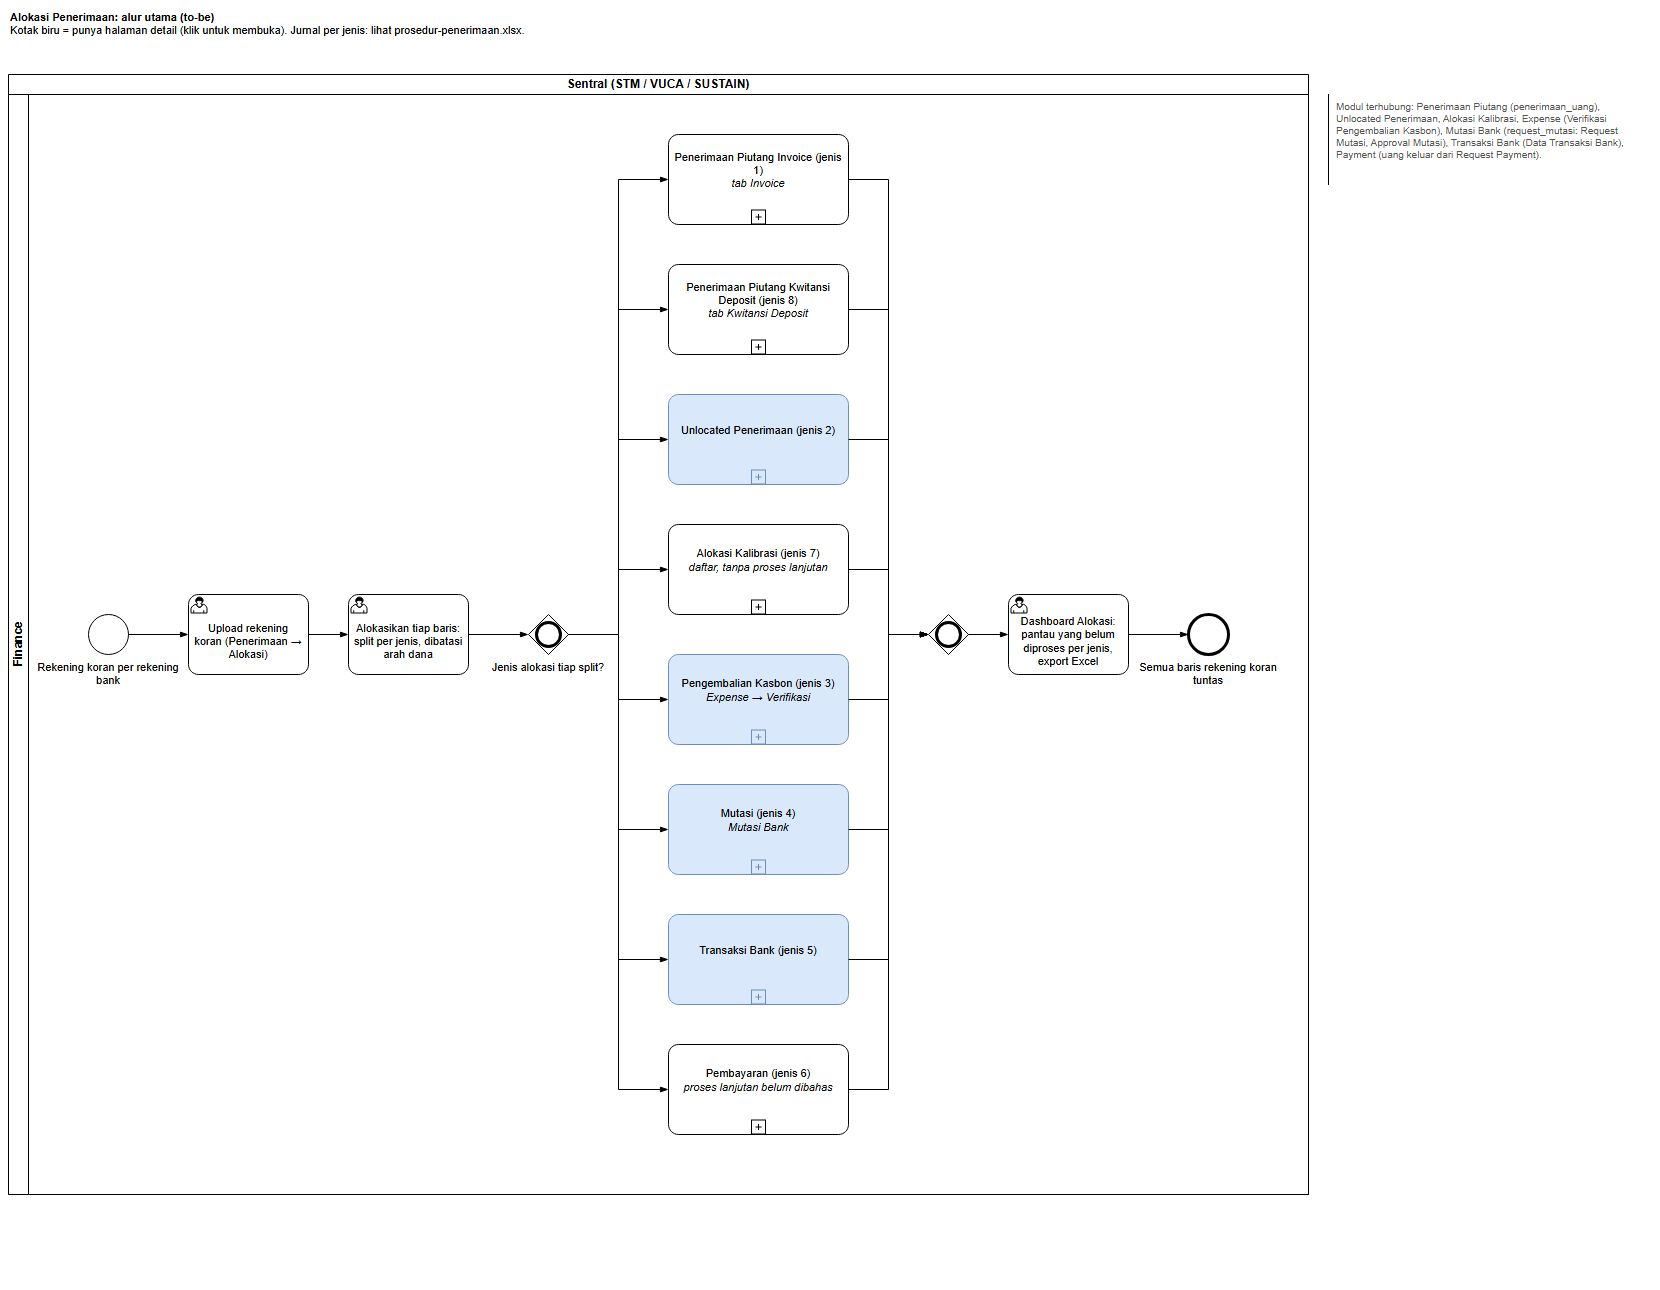 Alokasi Penerimaan: alur utama (to-be)
Kotak biru = punya halaman detail (klik untuk membuka). Jurnal per jenis: lihat prosedur-penerimaan.xlsx.
Sentral (STM / VUCA / SUSTAIN)
Finance
Modul terhubung: Penerimaan Piutang (penerimaan_uang),
Unlocated Penerimaan, Alokasi Kalibrasi, Expense (Verifikasi
Pengembalian Kasbon), Mutasi Bank (request_mutasi: Request
Mutasi, Approval Mutasi), Transaksi Bank (Data Transaksi Bank),
Payment (uang keluar dari Request Payment).
Rekening koran per rekening
bank
Upload rekening
koran (Penerimaan →
Alokasi)
Alokasikan tiap baris:
split per jenis, dibatasi
arah dana
Jenis alokasi tiap split?
Penerimaan Piutang Invoice (jenis
1)
tab Invoice
Penerimaan Piutang Kwitansi
Deposit (jenis 8)
tab Kwitansi Deposit
Unlocated Penerimaan (jenis 2)
Alokasi Kalibrasi (jenis 7)
daftar, tanpa proses lanjutan
Pengembalian Kasbon (jenis 3)
Expense → Verifikasi
Mutasi (jenis 4)
Mutasi Bank
Transaksi Bank (jenis 5)
Pembayaran (jenis 6)
proses lanjutan belum dibahas
Dashboard Alokasi:
pantau yang belum
diproses per jenis,
export Excel
Semua baris rekening koran
tuntas